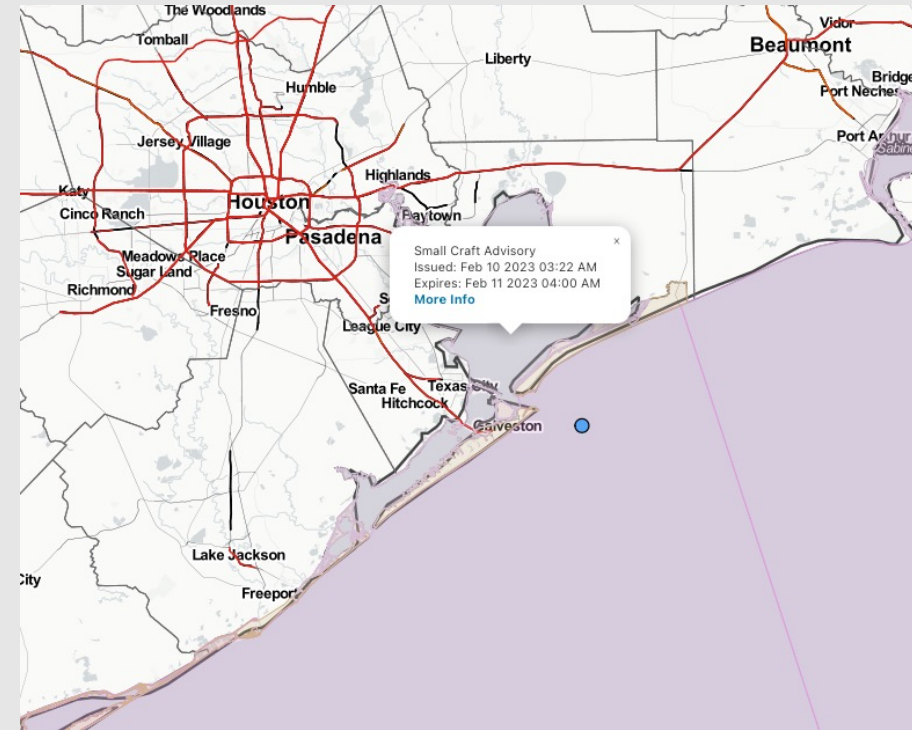 The Woodlands
Tomball
Vidor
Beaumont
Liberty
Bridge
Port Neches
Humble
Jersey Village
Port Arthur
Sabine
Highlands
Katy
Houston
Cinco Ranch
Baytown
Pasadena
Meadows Place
Sugar Land
Richmond
Fresno
League City
×
Small Craft Advisory
Issued: Feb 10 2023 03:22 AM
Expires: Feb 11 2023 04:00 AM
More Info
Santa Fe
Texas City
Hitchcock
Galveston
Lake Jackson
City
Freeport